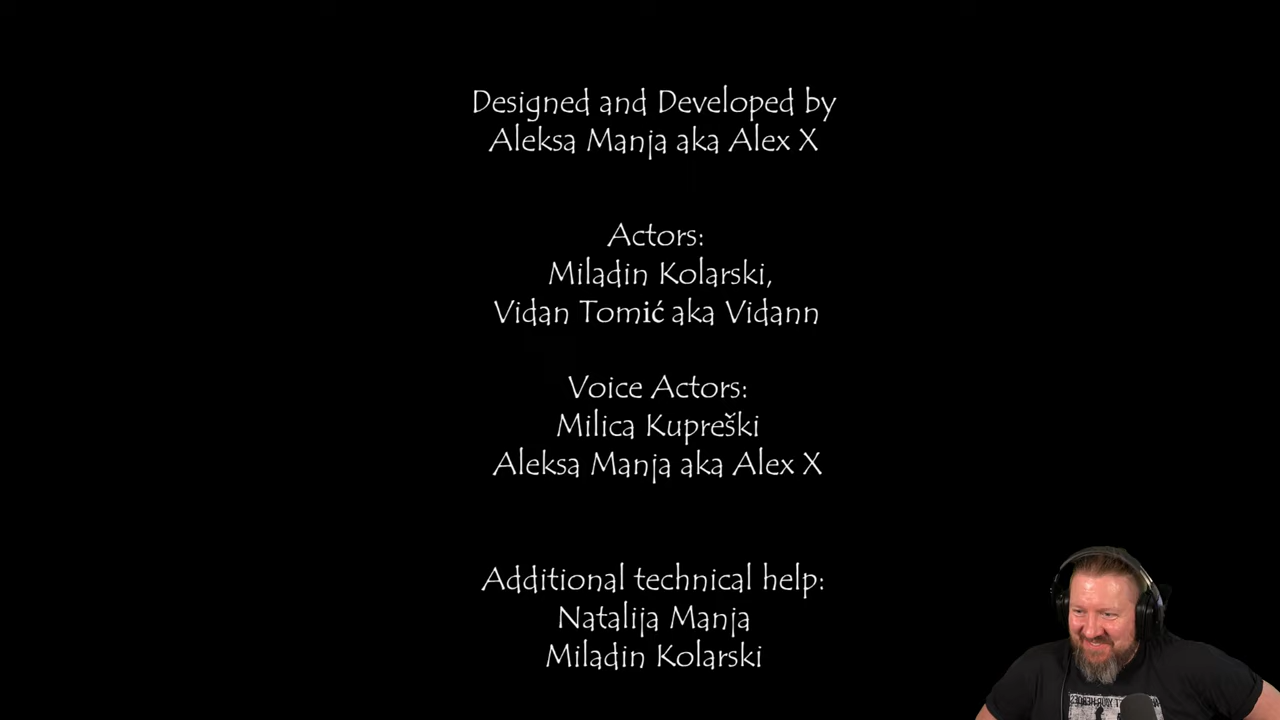 Designed and Developed by
Aleksa Manja aka Alex X
Actors:
Miladin Kolarski,
Vidan Tomić aka Vidann
Voice Actors:
Milica Kupreški
Aleksa Manja aka Alex X
Additional technical help:
Natalija Manja
Miladin Kolarski